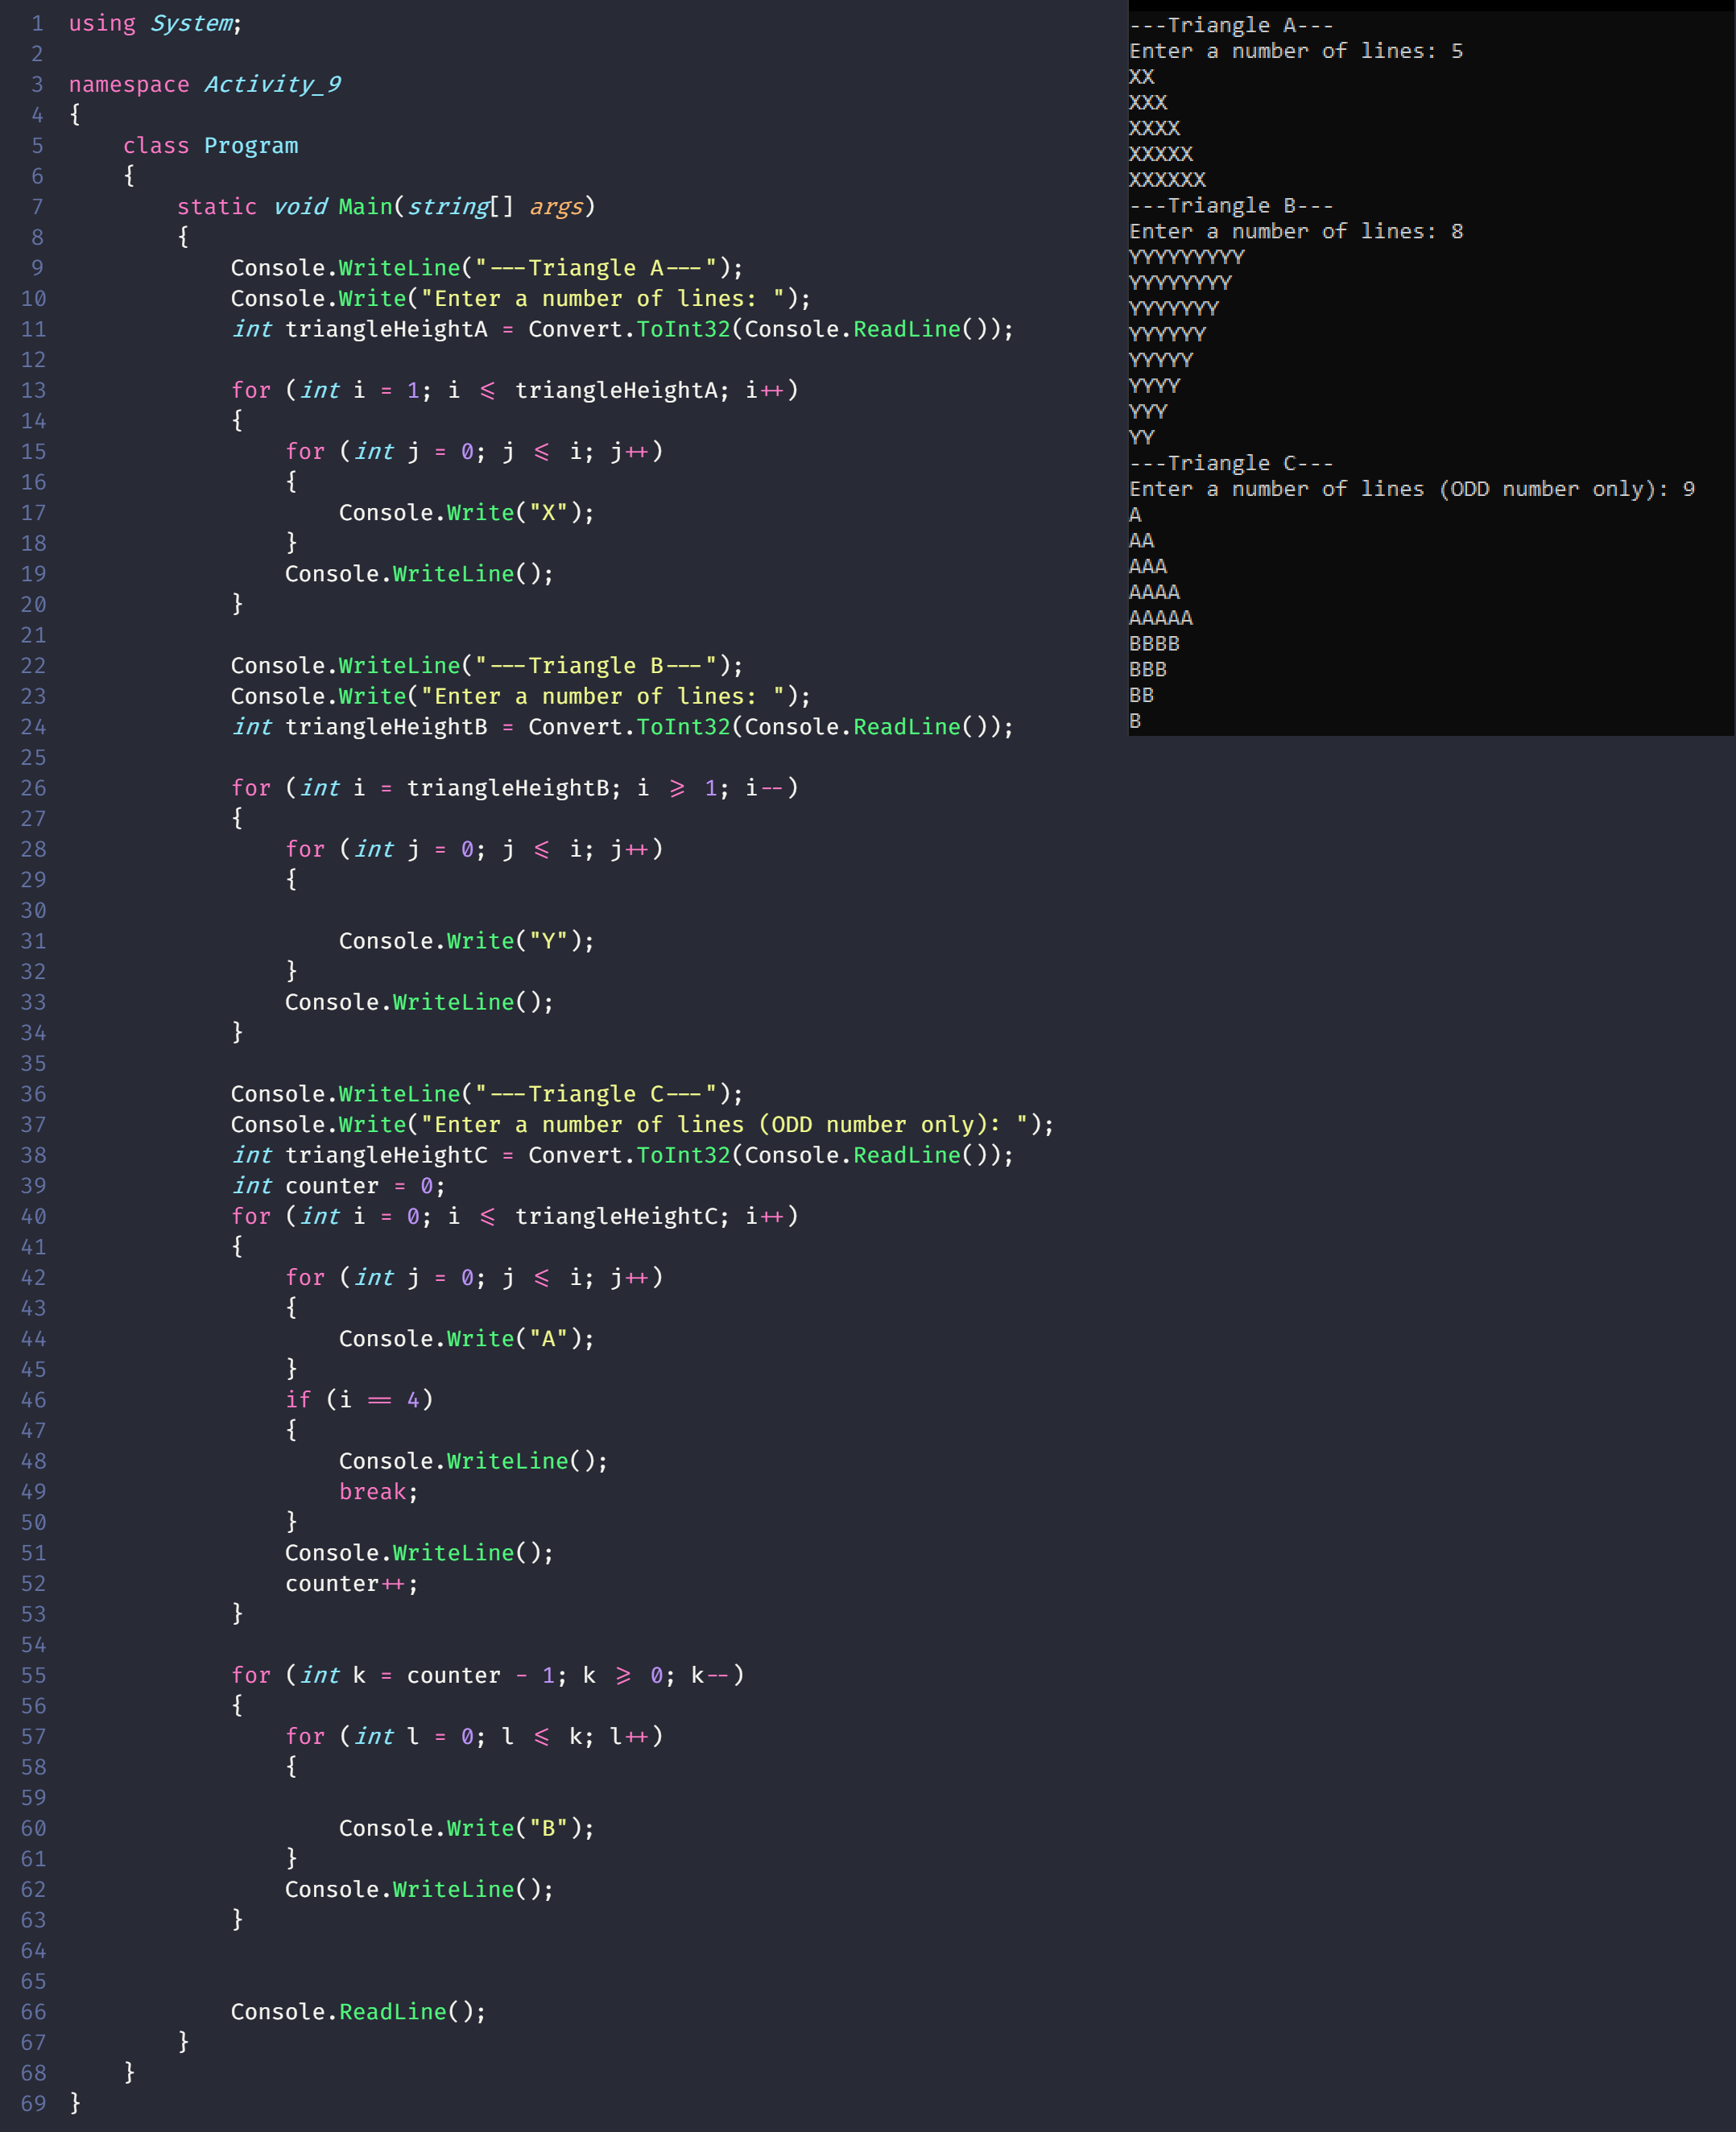 1 using System;
2
3 namespace Activity_9
4 {
5     class Program
6     {
7         static void Main(string[] args)
8         {
9             Console.WriteLine("---Triangle A---");
10             Console.Write("Enter a number of lines: ");
11             int triangleHeightA = Convert.ToInt32(Console.ReadLine());
12
13             for (int i = 1; i <= triangleHeightA; i++)
14             {
15                 for (int j = 0; j <= i; j++)
16                 {
17                     Console.Write("X");
18                 }
19                 Console.WriteLine();
20             }
21
22             Console.WriteLine("---Triangle B---");
23             Console.Write("Enter a number of lines: ");
24             int triangleHeightB = Convert.ToInt32(Console.ReadLine());
25
26             for (int i = triangleHeightB; i >= 1; i--)
27             {
28                 for (int j = 0; j <= i; j++)
29                 {
30
31                     Console.Write("Y");
32                 }
33                 Console.WriteLine();
34             }
35
36             Console.WriteLine("---Triangle C---");
37             Console.Write("Enter a number of lines (ODD number only): ");
38             int triangleHeightC = Convert.ToInt32(Console.ReadLine());
39             int counter = 0;
40             for (int i = 0; i <= triangleHeightC; i++)
41             {
42                 for (int j = 0; j <= i; j++)
43                 {
44                     Console.Write("A");
45                 }
46                 if (i == 4)
47                 {
48                     Console.WriteLine();
49                     break;
50                 }
51                 Console.WriteLine();
52                 counter++;
53             }
54
55             for (int k = counter - 1; k >= 0; k--)
56             {
57                 for (int l = 0; l <= k; l++)
58                 {
59
60                     Console.Write("B");
61                 }
62                 Console.WriteLine();
63             }
64
65
66             Console.ReadLine();
67         }
68     }
69 }
---Triangle A---
Enter a number of lines: 5
XX
XXX
XXXX
XXXXX
XXXXXX
---Triangle B---
Enter a number of lines: 8
YYYYYYYYY
YYYYYYYY
YYYYYYY
YYYYYY
YYYYY
YYYY
YYY
YY
---Triangle C---
Enter a number of lines (ODD number only): 9
A
AA
AAA
AAAA
AAAAA
BBBB
BBB
BB
B